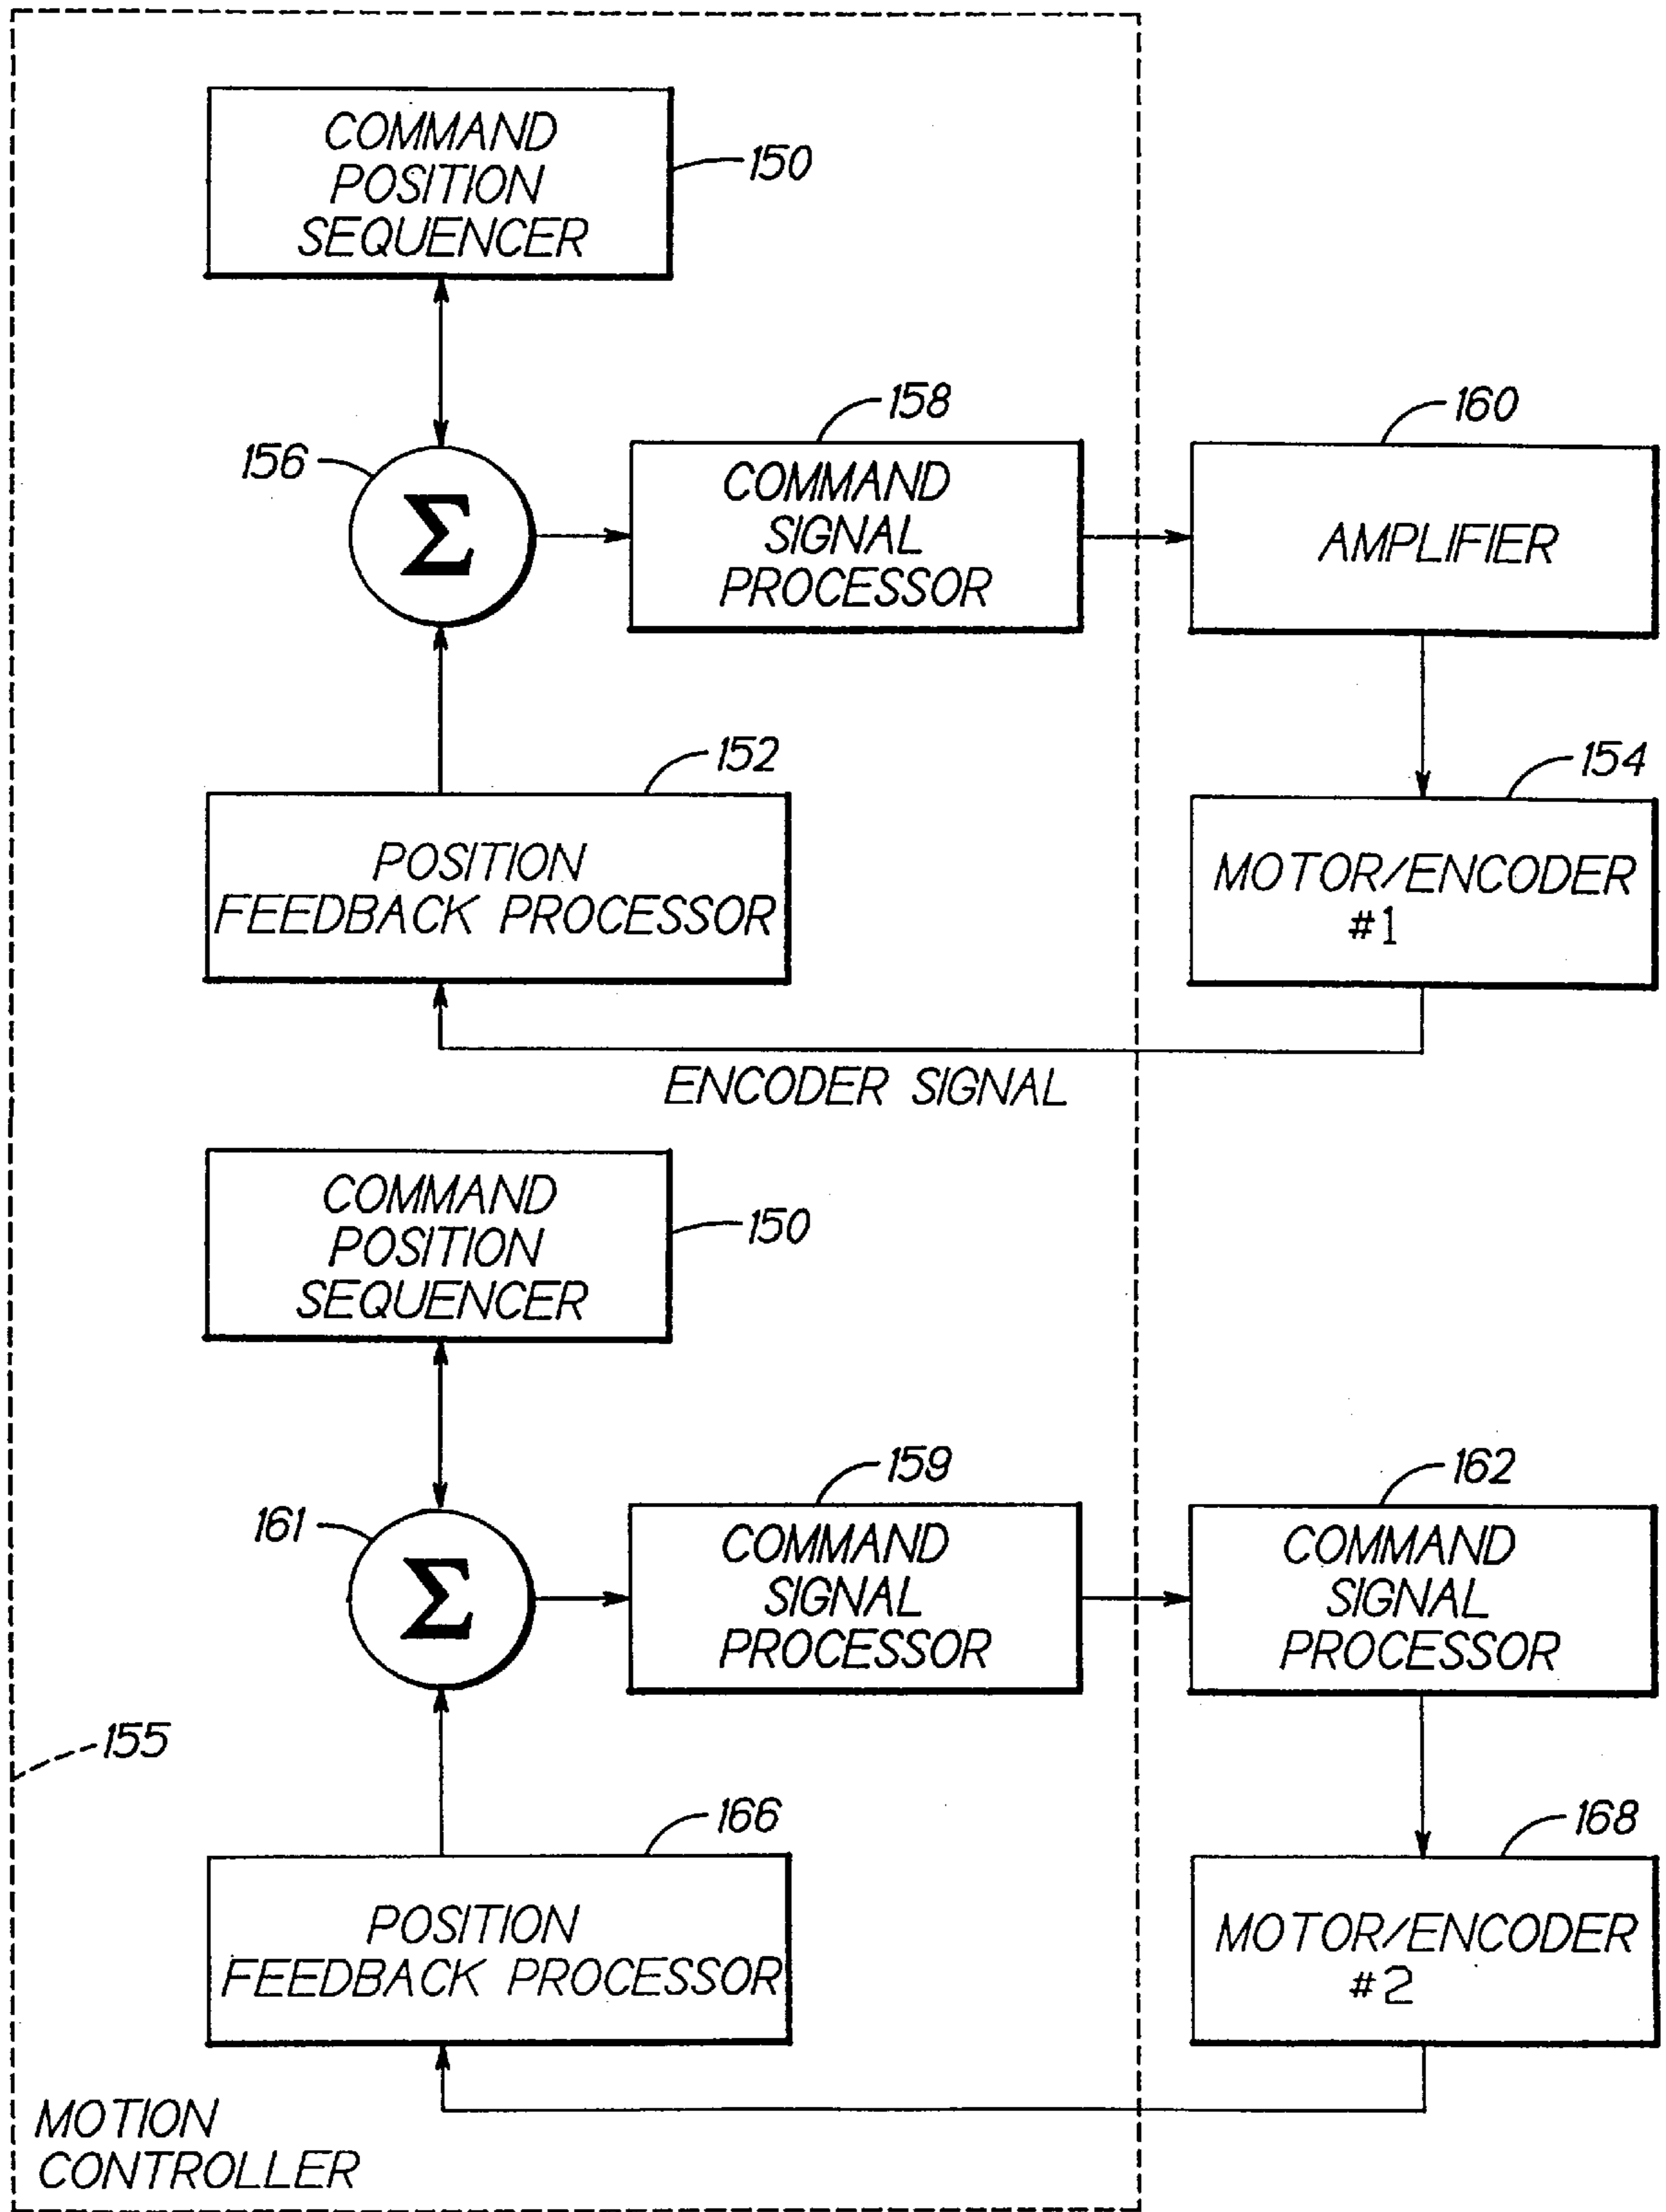 COMMAND
POSITION
SEQUENCER
150
156
Σ
158
COMMAND
SIGNAL
PROCESSOR
160
AMPLIFIER
152
POSITION
FEEDBACK PROCESSOR
154
MOTOR/ENCODER
#1
ENCODER SIGNAL
COMMAND
POSITION
SEQUENCER
150
161
Σ
159
COMMAND
SIGNAL
PROCESSOR
162
COMMAND
SIGNAL
PROCESSOR
155
166
POSITION
FEEDBACK PROCESSOR
168
MOTOR/ENCODER
#2
MOTION
CONTROLLER